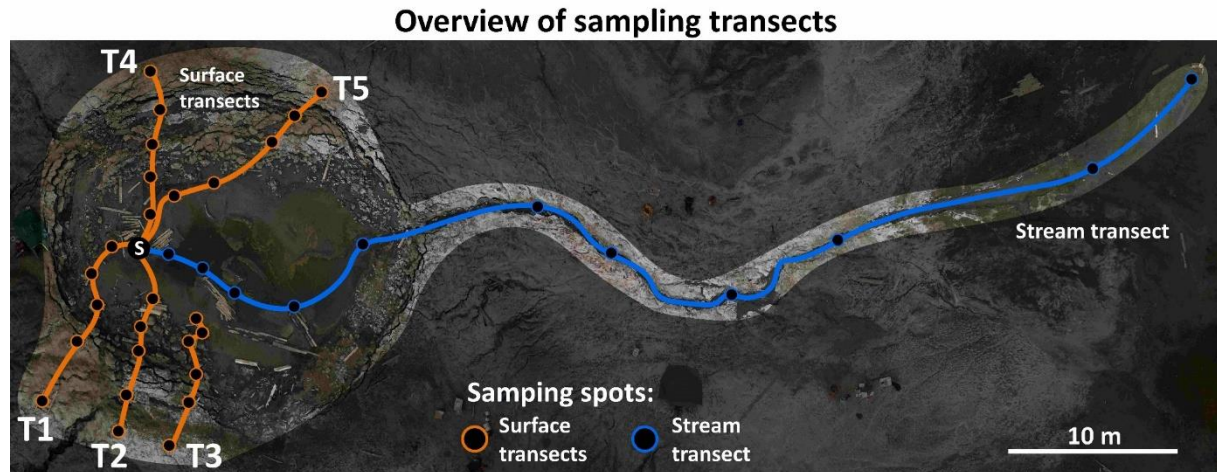 Overview of sampling transects
T4
Surface
transects
T5
S
Stream transect
T1
T2
T3
Samping spots:
Surface
transects
Stream
transect
10 m